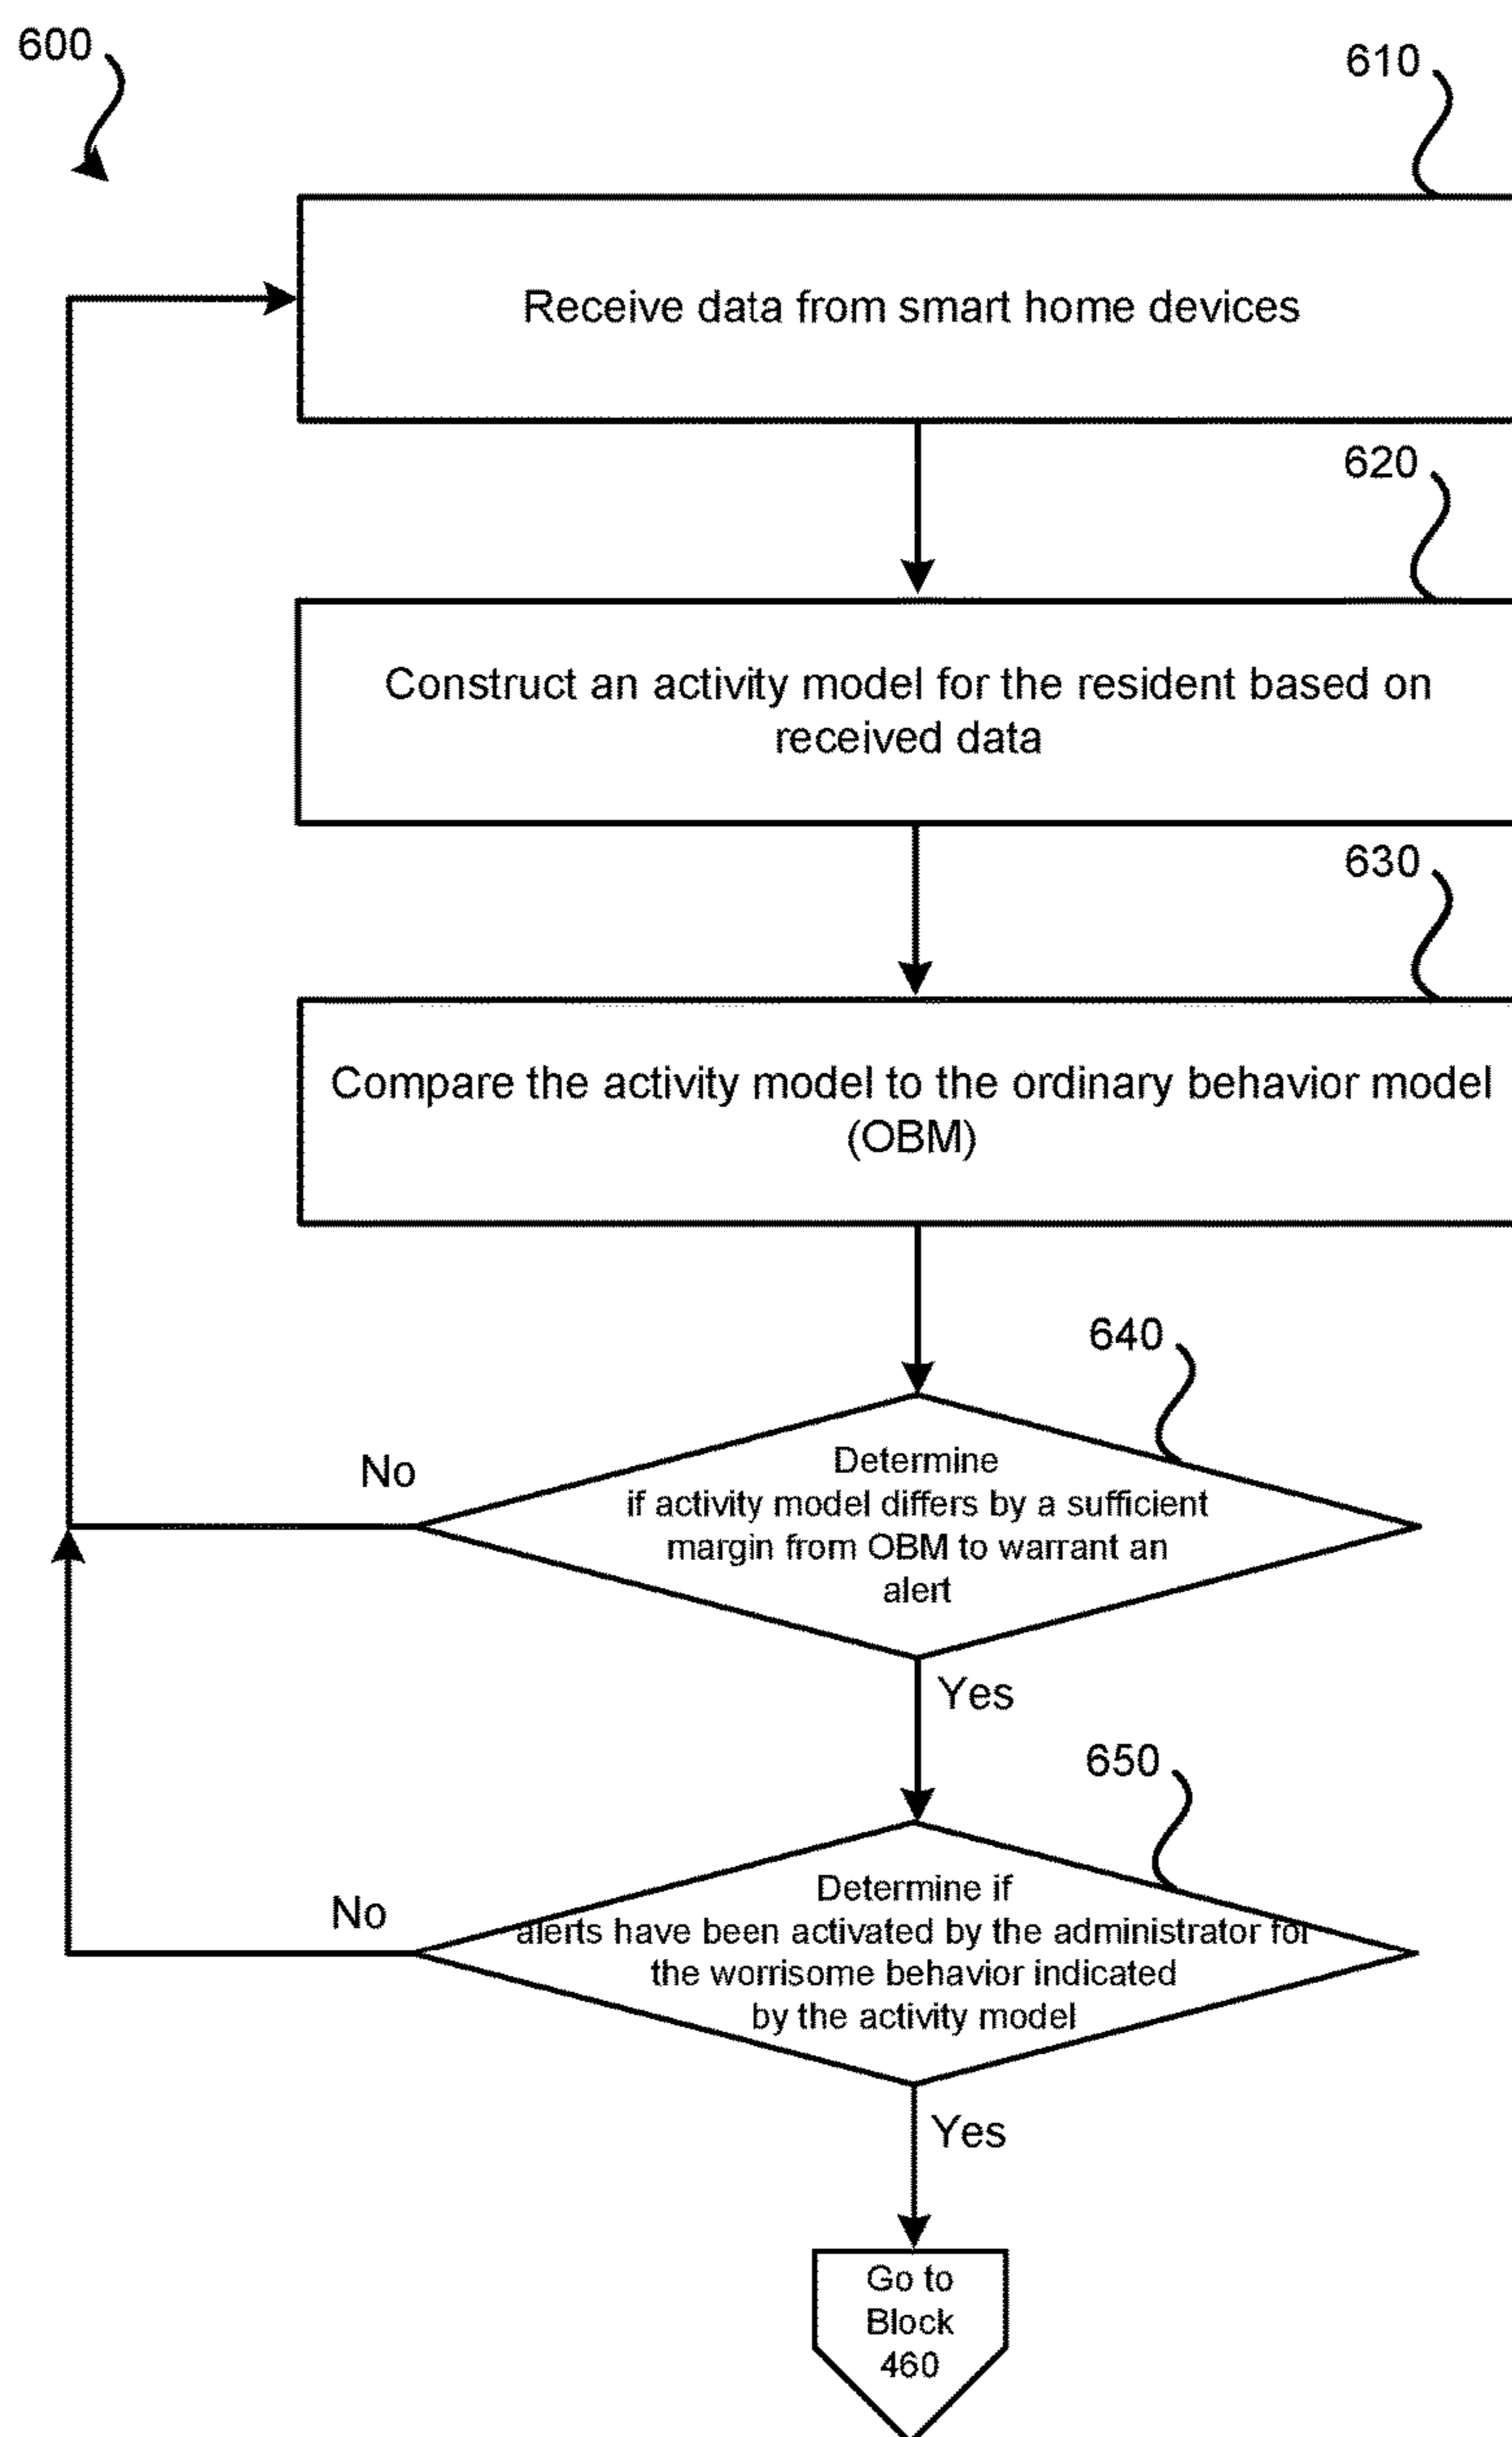 600
610
Receive data from smart home devices
620
Construct an activity model for the resident based on
received data
630
Compare the activity model to the ordinary behavior model
(OBM)
640
No
Determine
if activity model differs by a sufficient
margin from OBM to warrant an
alert
Yes
650
No
Determine if
alerts have been activated by the administrator for
the worrisome behavior indicated
by the activity model
Yes
Go to
Block
460